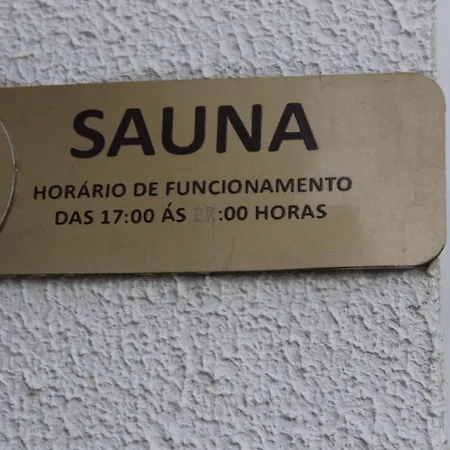 SAUNA
HORÁRIO DE FUNCIONAMENTO
DAS 17:00 ÁS :00 HORAS